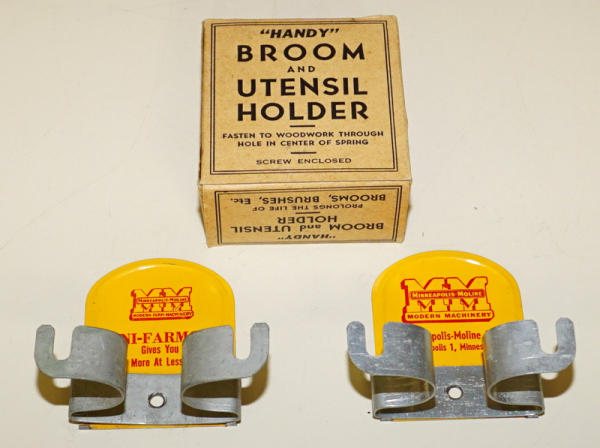 "HANDY"
BROOM
AND
UTENSIL
HOLDER
FASTEN TO WOODWORK THROUGH
HOLE IN CENTER OF SPRING
SCREW ENCLOSED
"HANDY"
BROOM and UTENSIL
HOLDER
PROLONGS THE LIFE OF
BROOMS, BRUSHES, Etc.
MM
MINNEAPOLIS-MOLINE
MODERN FARM MACHINERY
NI-FARM
Gives You
More At Less
MM
MINNEAPOLIS-MOLINE
MODERN MACHINERY
polis-Moline
polis 1, Minnes